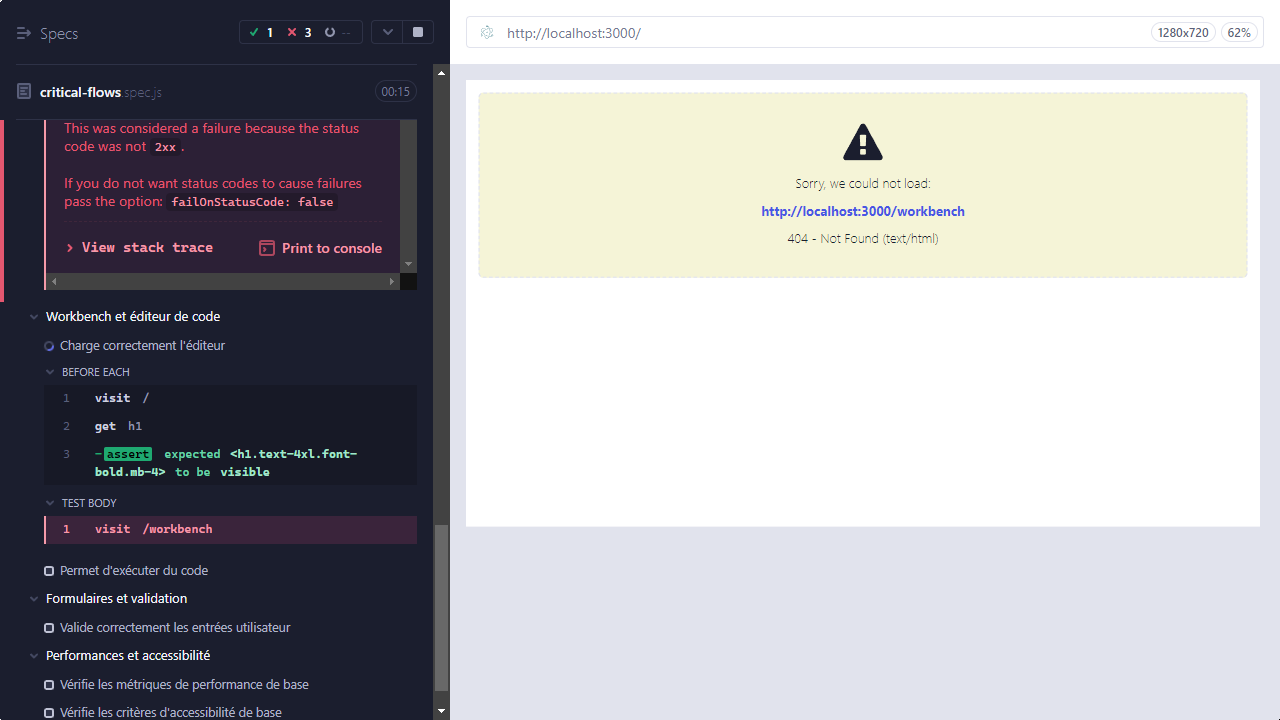 Specs
1
3
--
http://localhost:3000/
1280x720
62%
critical-flows.spec.js
00:15
This was considered a failure because the status
code was not 2xx .
If you do not want status codes to cause failures
pass the option: failOnStatusCode: false
View stack trace
Print to console
Workbench et éditeur de code
Charge correctement l'éditeur
BEFORE EACH
1 visit /
2 get h1
3 -assert expected <h1.text-4xl.font-
bold.mb-4> to be visible
TEST BODY
1 visit /workbench
Permet d'exécuter du code
Formulaires et validation
Valide correctement les entrées utilisateur
Performances et accessibilité
Vérifie les métriques de performance de base
Vérifie les critères d'accessibilité de base
Sorry, we could not load:
http://localhost:3000/workbench
404 - Not Found (text/html)